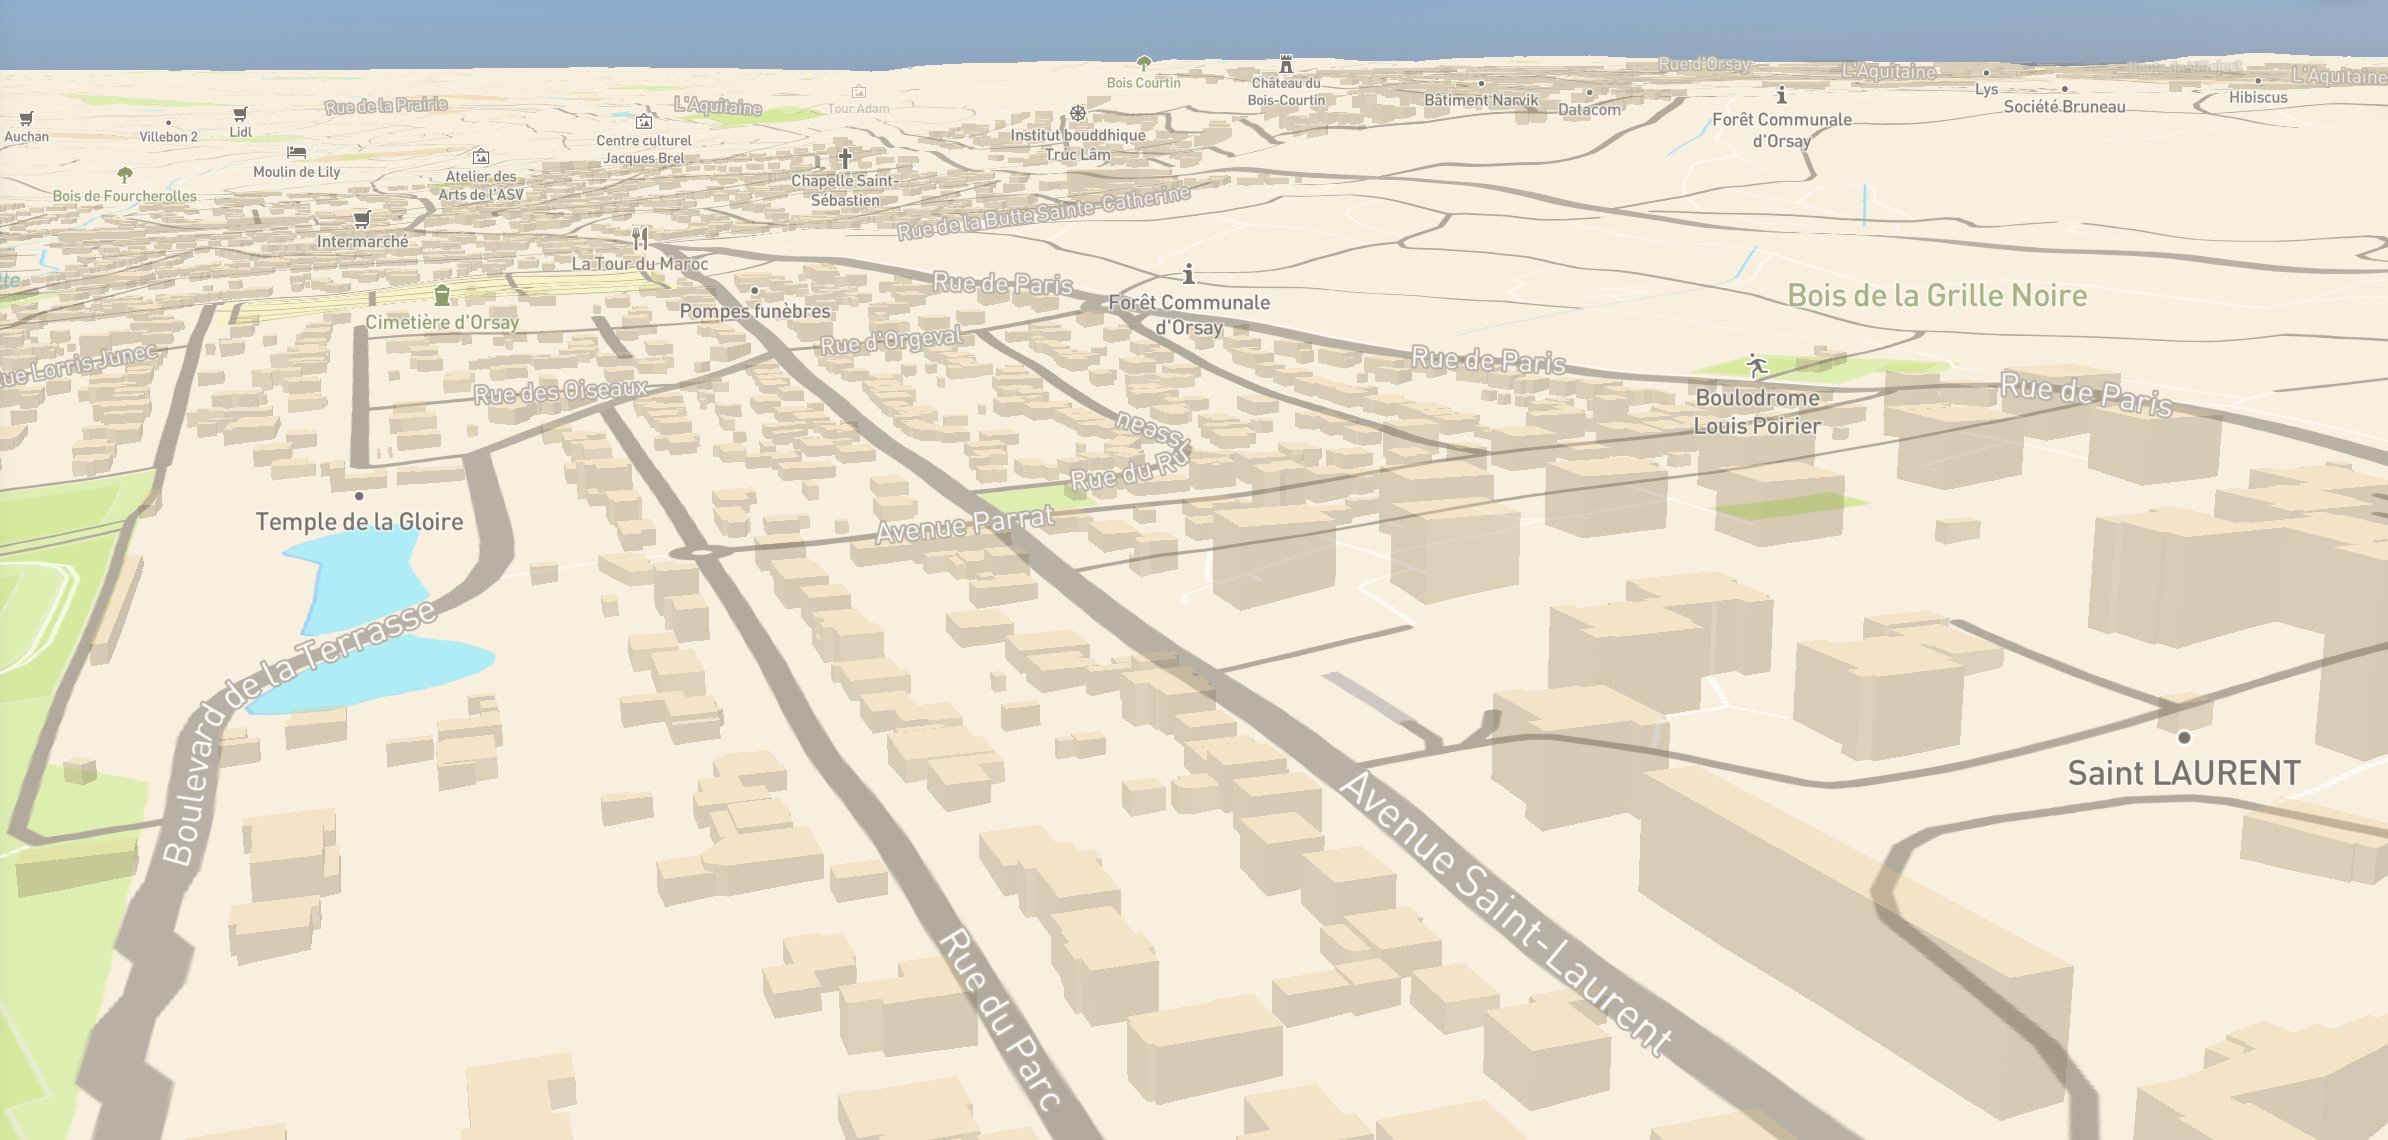 Rue d'Orsay
L'Aquitaine
L'Aquitaine
Bois Courtin
Château du
Bois-Courtin
Lys
Hibiscus
Bâtiment Narvik
Datacom
Société Bruneau
Rue de la Prairie
L'Aquitaine
Tour Adam
Forêt Communale
d'Orsay
Auchan
Villebon 2
Lidl
Centre culturel
Jacques Brel
Institut bouddhique
Trúc Lâm
Moulin de Lily
Atelier des
Arts de l'ASV
Chapelle Saint-
Sébastien
Bois de Fourcherolles
Rue de la Butte Sainte-Catherine
Intermarché
La Tour du Maroc
Rue de Paris
Forêt Communale
d'Orsay
Bois de la Grille Noire
Cimetière d'Orsay
Pompes funèbres
Rue d'Orgeval
Rue de Paris
Rue Lorris Junec
Rue des Oiseaux
Boulodrome
Louis Poirier
Rue de Paris
Rue du Ru
Temple de la Gloire
Avenue Parrat
Boulevard de la Terrasse
Saint LAURENT
Avenue Saint-Laurent
Rue du Parc